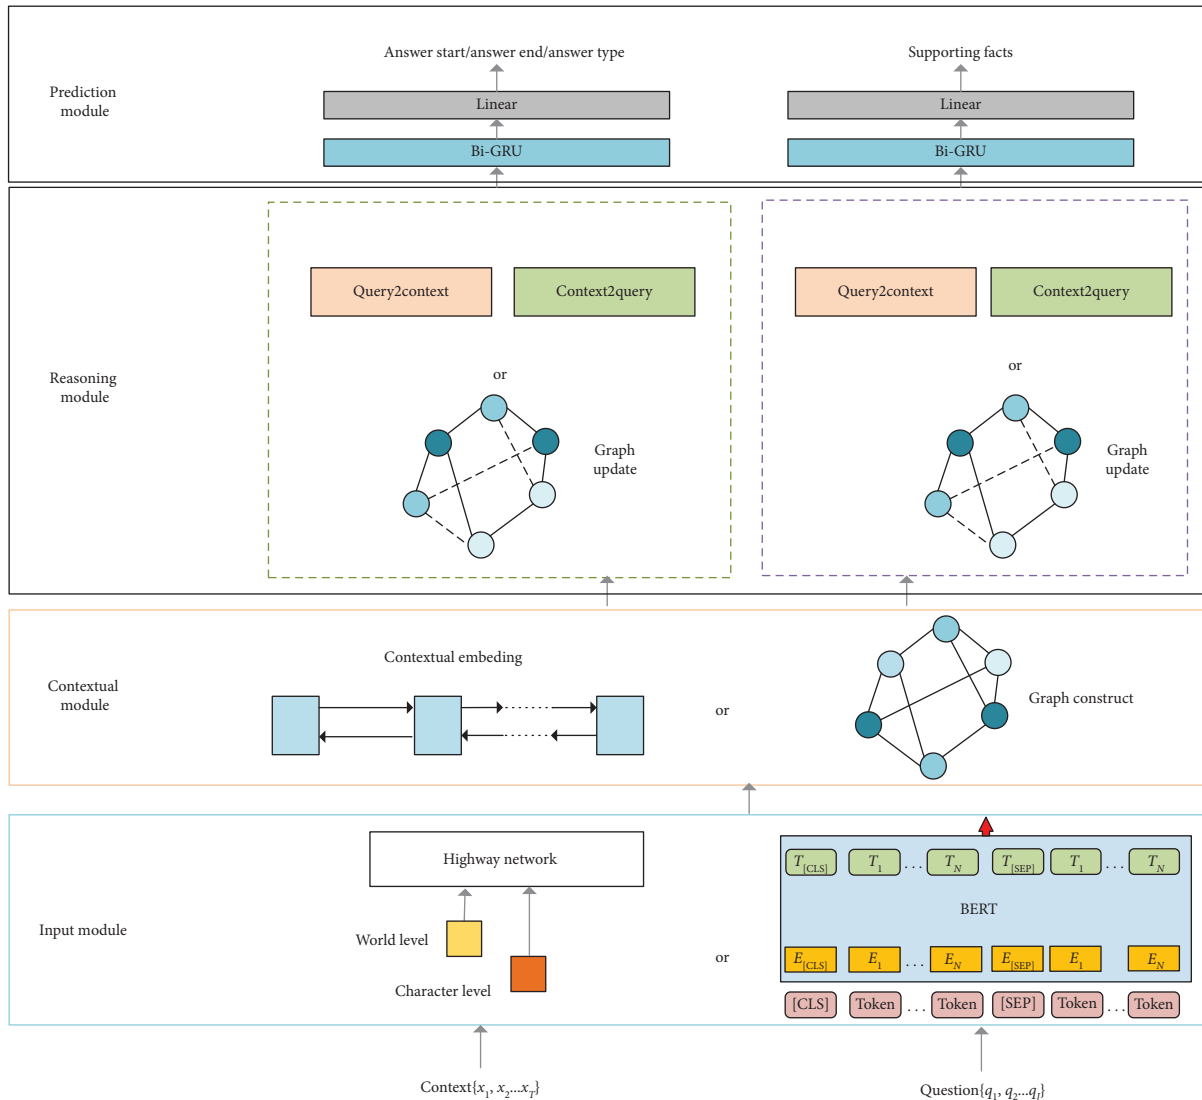 Answer start/answer end/answer type
Supporting facts
Prediction
module
Linear
Linear
Bi-GRU
Bi-GRU
Query2context
Context2query
Query2context
Context2query
Reasoning
module
or
or
Graph
update
Graph
update
Contextual embeding
Contextual
module
or
Graph construct
Highway network
T[CLS] T1 ... TN T[SEP] T1 ... TN
BERT
Input module
World level
or
Character level
E[CLS] E1 ... EN E[SEP] E1 EN
[CLS] Token ... Token [SEP] Token ... Token
Context{x1, x2...xT}
Question{q1, q2...qJ}